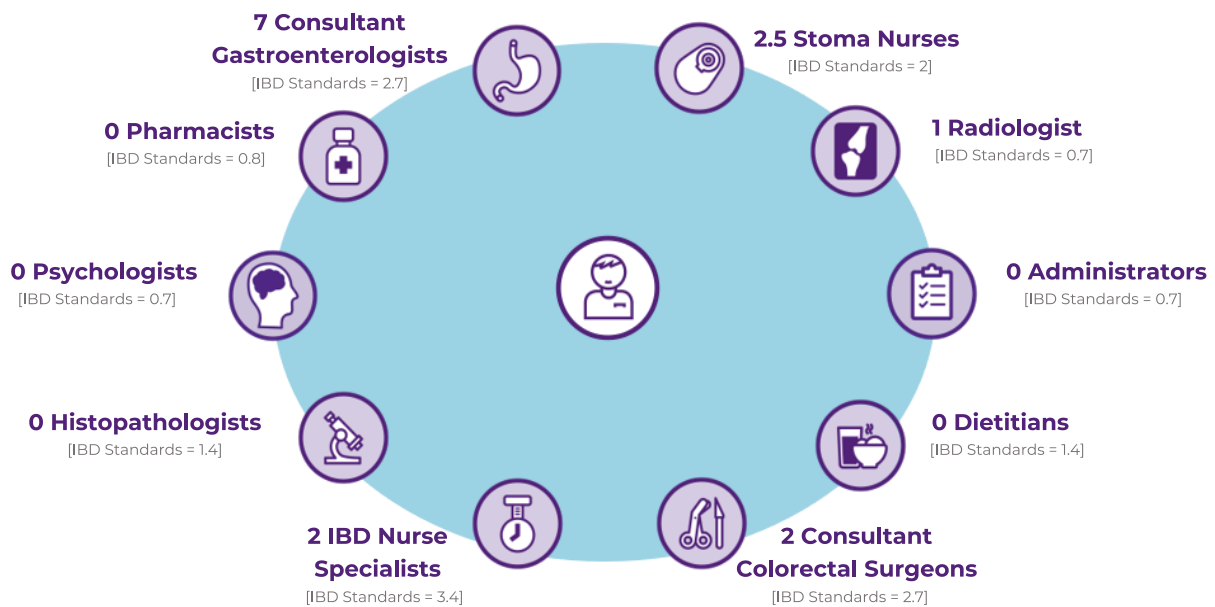 7 Consultant
Gastroenterologists
[IBD Standards = 2.7]
2.5 Stoma Nurses
[IBD Standards = 2]
0 Pharmacists
[IBD Standards = 0.8]
1 Radiologist
[IBD Standards = 0.7]
0 Psychologists
[IBD Standards = 0.7]
0 Administrators
[IBD Standards = 0.7]
0 Histopathologists
[IBD Standards = 1.4]
0 Dietitians
[IBD Standards = 1.4]
2 IBD Nurse
Specialists
[IBD Standards = 3.4]
2 Consultant
Colorectal Surgeons
[IBD Standards = 2.7]